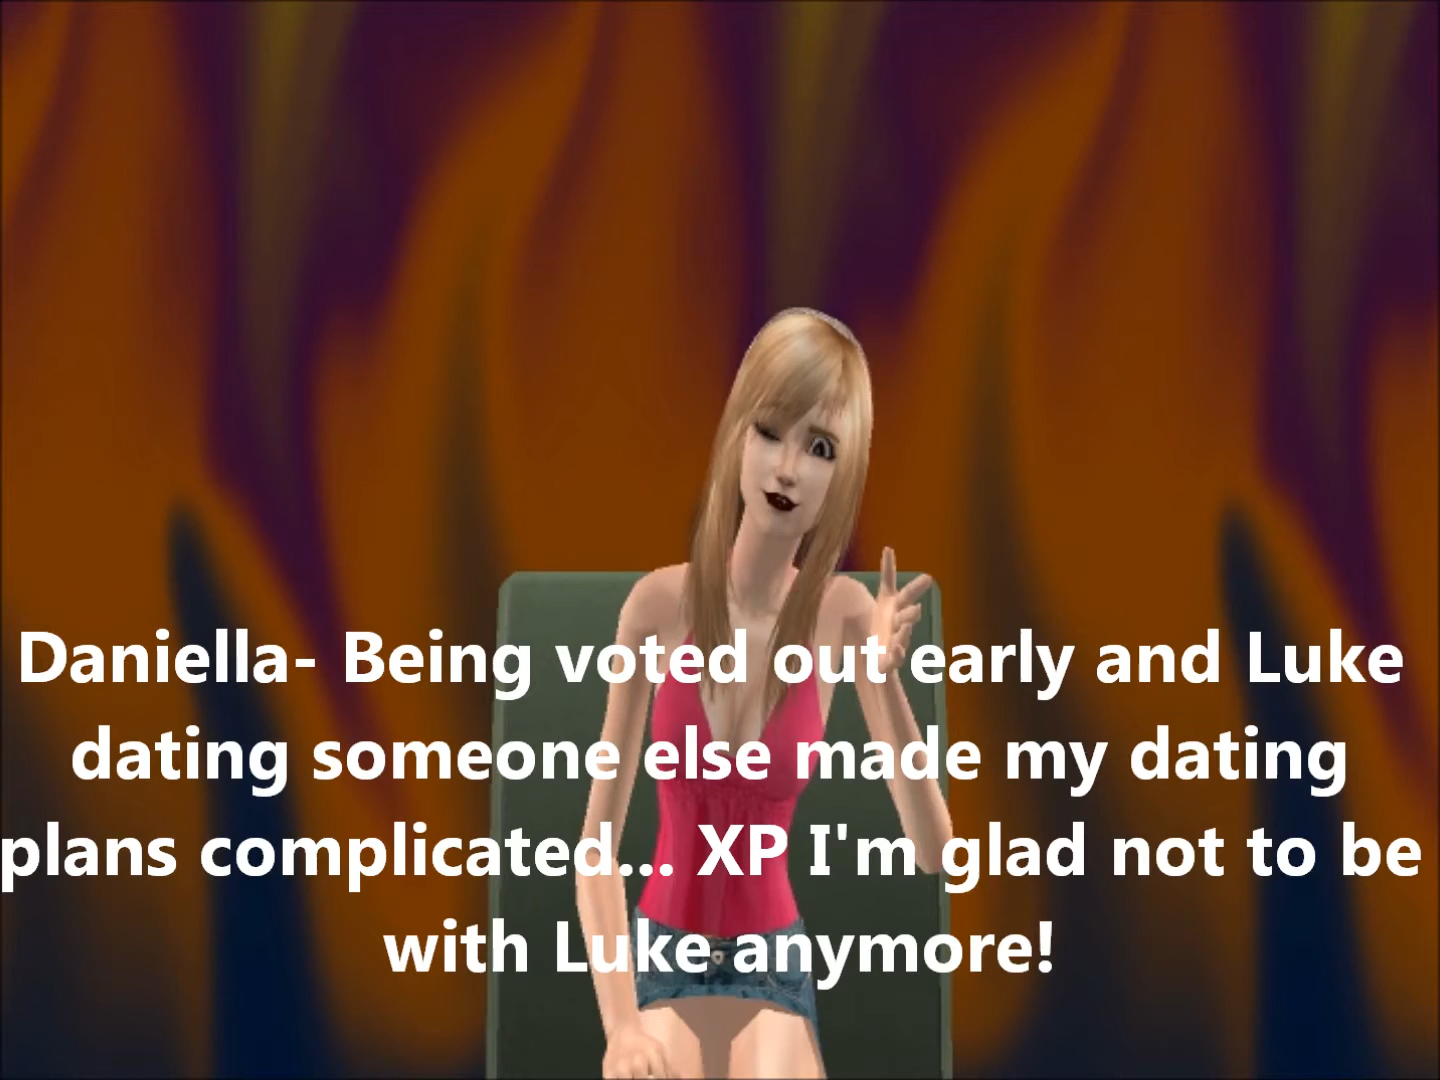 Daniella- Being voted out early and Luke
dating someone else made my dating
plans complicated... XP I'm glad not to be
with Luke anymore!